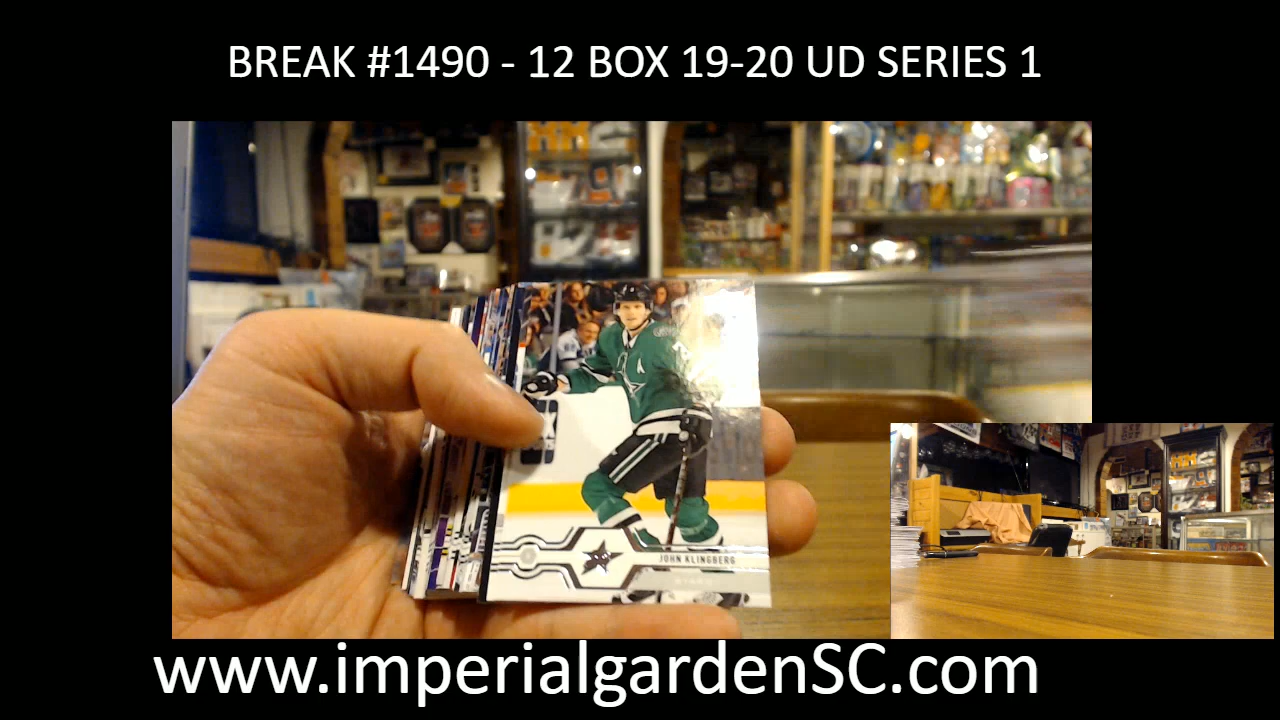 BREAK #1490 - 12 BOX 19-20 UD SERIES 1
JOHN KLINGBERG
www.imperialgardenSC.com